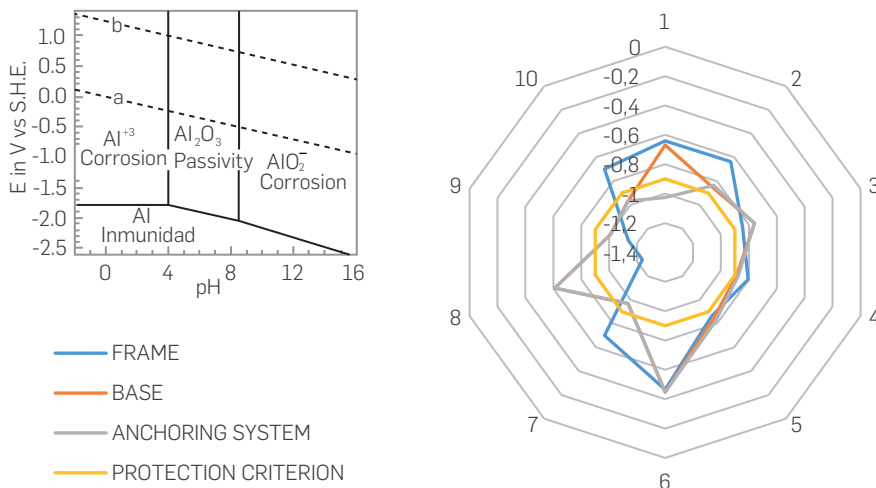 E in V vs S.H.E.
1.0
0.5
0.0
-0.5
-1.0
-1.5
-2.0
-2.5
b
a
Al+3
Corrosion
Al2O3
Passivity
AlO2−
Corrosion
Al
Inmunidad
0
4
8
12
16
pH
FRAME
BASE
ANCHORING SYSTEM
PROTECTION CRITERION
1
2
3
4
5
6
7
8
9
10
0
-0,2
-0,4
-0,6
-0,8
-1
-1,2
-1,4